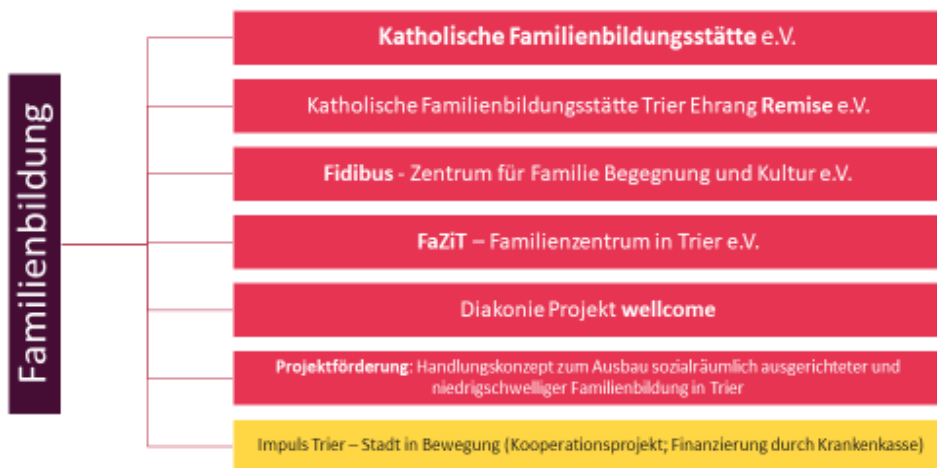 Familienbildung
Katholische Familienbildungsstätte e.V.
Katholische Familienbildungsstätte Trier Ehrang Remise e.V.
Fidibus - Zentrum für Familie Begegnung und Kultur e.V.
FaZiT – Familienzentrum in Trier e.V.
Diakonie Projekt wellcome
Projektförderung: Handlungskonzept zum Ausbau sozialräumlich ausgerichteter und
niedrigschwelliger Familienbildung in Trier
Impuls Trier – Stadt in Bewegung (Kooperationsprojekt; Finanzierung durch Krankenkasse)